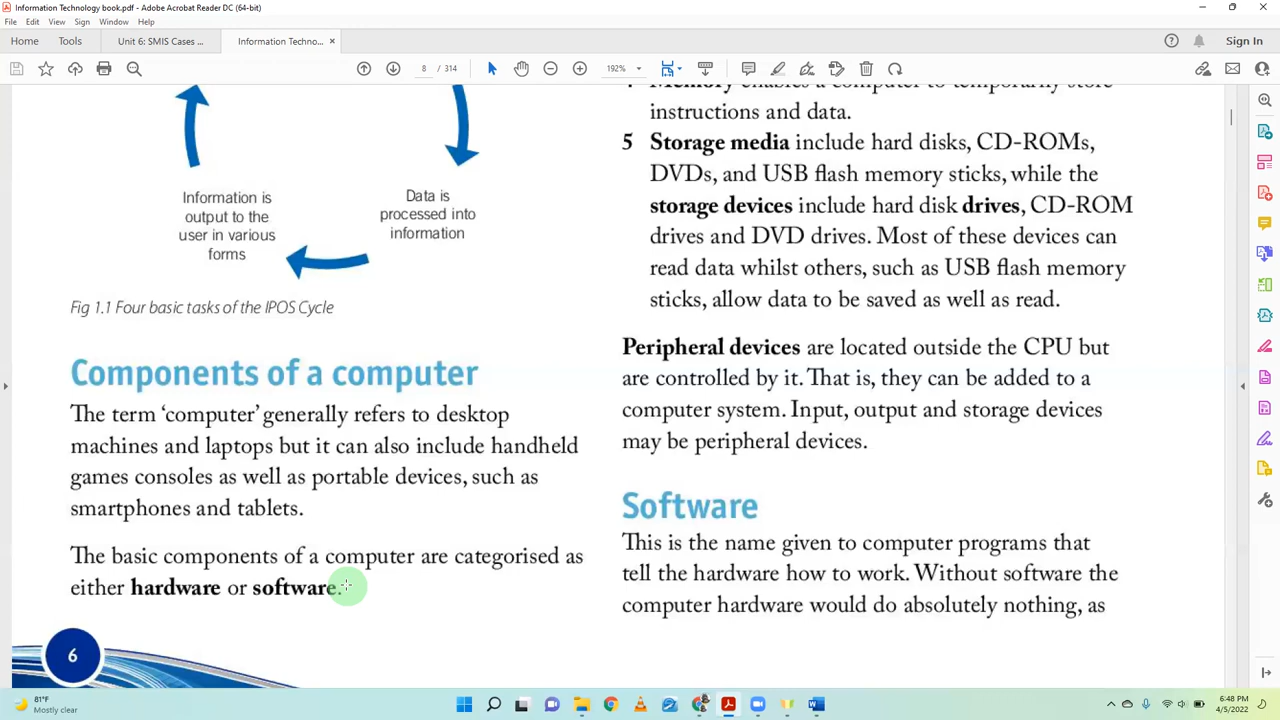 Information Technology book.pdf - Adobe Acrobat Reader DC (64-bit)
File Edit View Sign Window Help
Home Tools Unit 6: SMIS Cases ... Information Techno... ×
Sign In
8 / 314
192%
Information is
output to the
user in various
forms
Data is
processed into
information
Fig 1.1 Four basic tasks of the IPOS Cycle
Components of a computer
The term ‘computer’ generally refers to desktop
machines and laptops but it can also include handheld
games consoles as well as portable devices, such as
smartphones and tablets.
The basic components of a computer are categorised as
either hardware or software.
6
4 Memory enables a computer to temporarily store
instructions and data.
5 Storage media include hard disks, CD-ROMs,
DVDs, and USB flash memory sticks, while the
storage devices include hard disk drives, CD-ROM
drives and DVD drives. Most of these devices can
read data whilst others, such as USB flash memory
sticks, allow data to be saved as well as read.
Peripheral devices are located outside the CPU but
are controlled by it. That is, they can be added to a
computer system. Input, output and storage devices
may be peripheral devices.
Software
This is the name given to computer programs that
tell the hardware how to work. Without software the
computer hardware would do absolutely nothing, as
81°F
Mostly clear
6:48 PM
4/5/2022